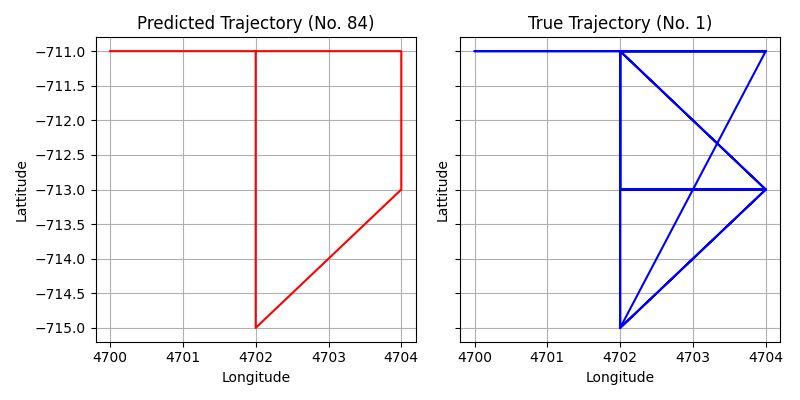 Predicted Trajectory (No. 84)
True Trajectory (No. 1)
−711.0
−711.5
−712.0
−712.5
−713.0
−713.5
−714.0
−714.5
−715.0
Lattitude
Lattitude
4700 4701 4702 4703 4704
4700 4701 4702 4703 4704
Longitude
Longitude